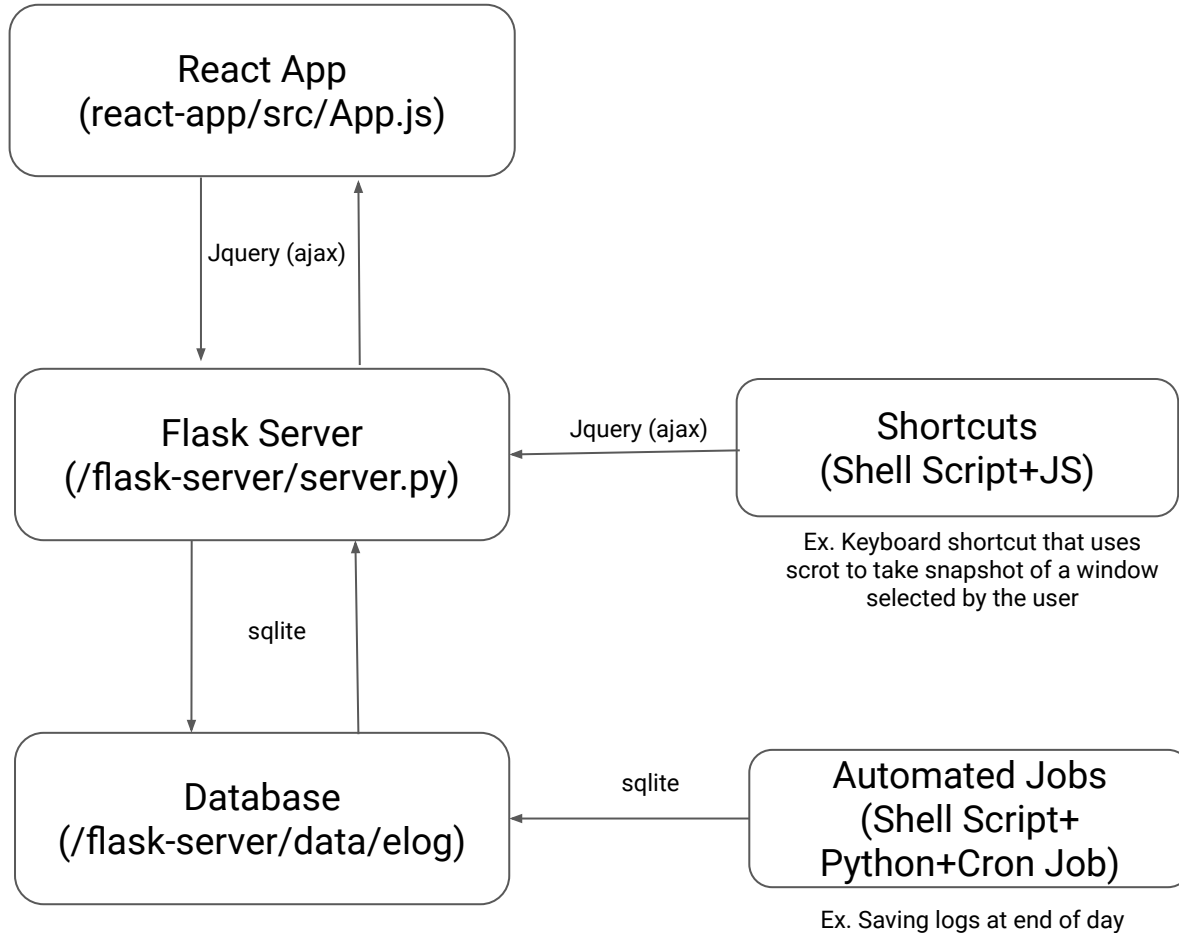 React App
(react-app/src/App.js)
Jquery (ajax)
Flask Server
(/flask-server/server.py)
Jquery (ajax)
Shortcuts
(Shell Script+JS)
Ex. Keyboard shortcut that uses
scrot to take snapshot of a window
selected by the user
sqlite
Database
(/flask-server/data/elog)
sqlite
Automated Jobs
(Shell Script+
Python+Cron Job)
Ex. Saving logs at end of day